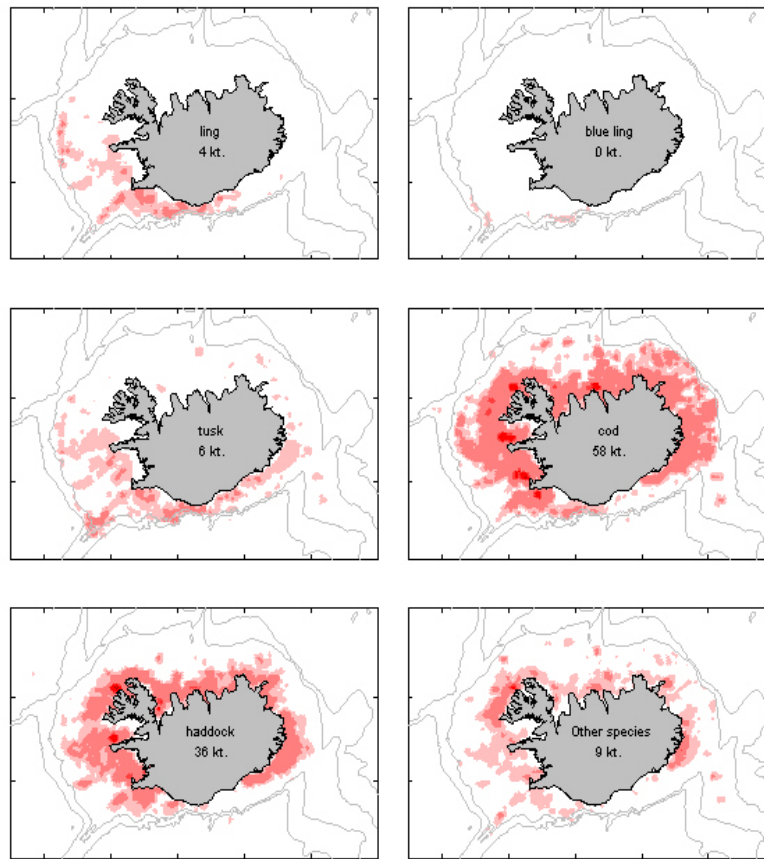 ling
4 kt.
blue ling
0 kt.
tusk
6 kt.
cod
58 kt.
haddock
36 kt.
Other species
9 kt.